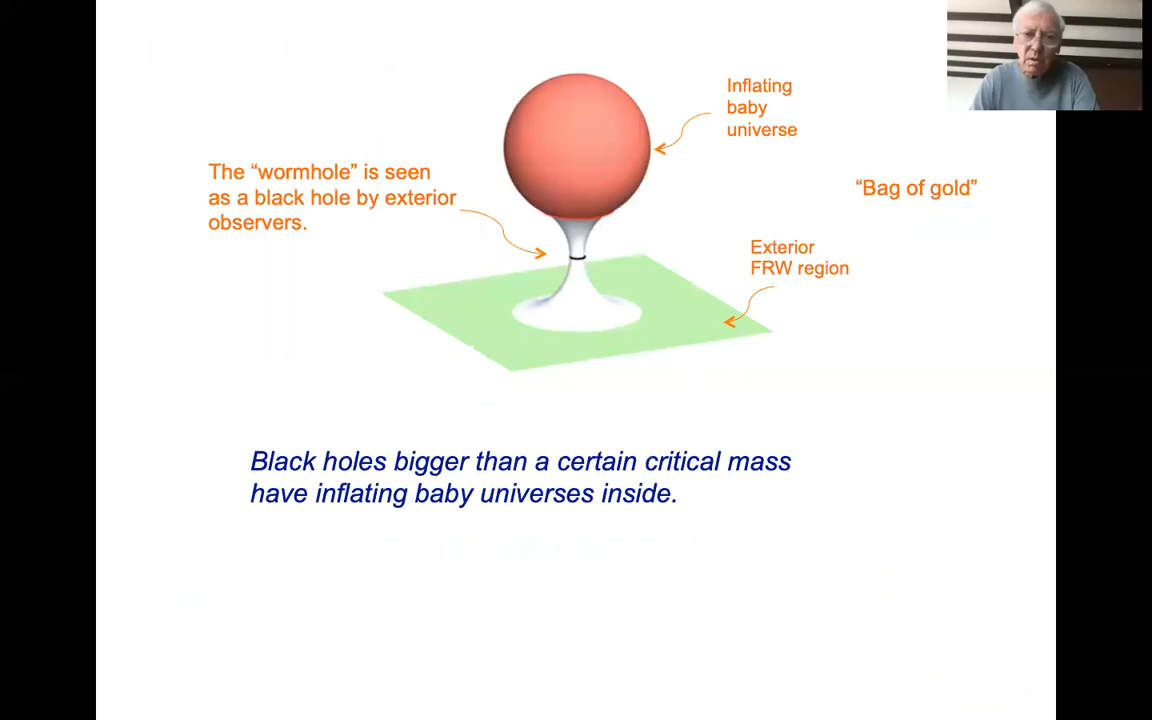 Inflating
baby
universe
The “wormhole” is seen
as a black hole by exterior
observers.
“Bag of gold”
Exterior
FRW region
Black holes bigger than a certain critical mass
have inflating baby universes inside.